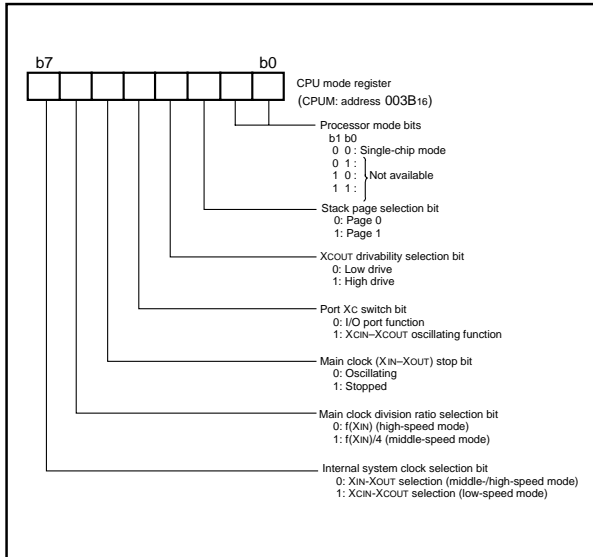 b7 b0
CPU mode register
(CPUM: address 003B16)
Processor mode bits
b1 b0
0 0 : Single-chip mode
0 1 :
1 0 : Not available
1 1 :
Stack page selection bit
0: Page 0
1: Page 1
XCOUT drivability selection bit
0: Low drive
1: High drive
Port XC switch bit
0: I/O port function
1: XCIN–XCOUT oscillating function
Main clock (XIN–XOUT) stop bit
0: Oscillating
1: Stopped
Main clock division ratio selection bit
0: f(XIN) (high-speed mode)
1: f(XIN)/4 (middle-speed mode)
Internal system clock selection bit
0: XIN-XOUT selection (middle-/high-speed mode)
1: XCIN-XCOUT selection (low-speed mode)